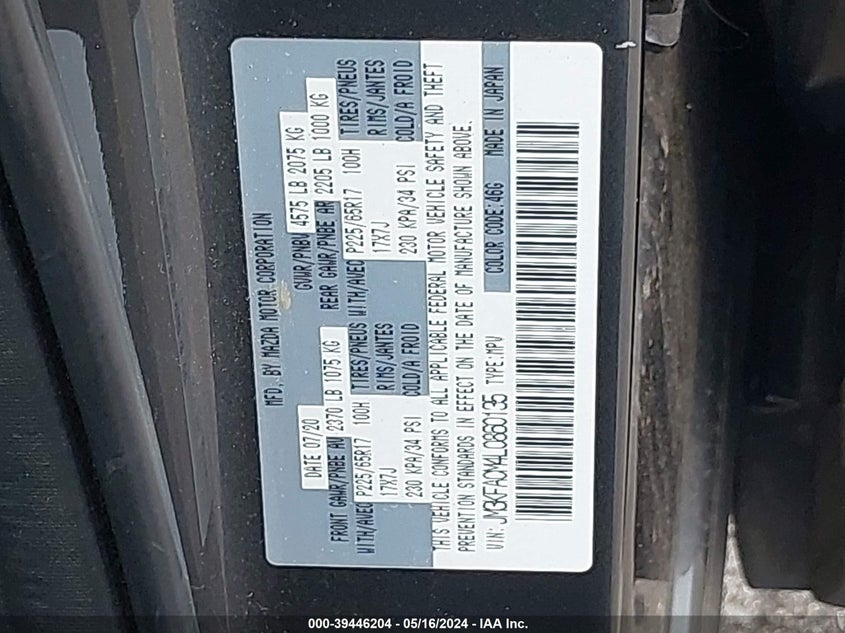 MFD. BY MAZDA MOTOR CORPORATION
DATE 07/20 GVWR/PNBV 4575 LB 2075 KG
FRONT GAWR/PNBE AV 2370 LB 1075 KG REAR GAWR/PNBE AR 2205 LB 1000 KG
WITH/AVEC P225/65R17 100H TIRES/PNEUS WITH/AVEC P225/65R17 100H TIRES/PNEUS
17X7J RIMS/JANTES 17X7J RIMS/JANTES
230 KPA/34 PSI COLD/A FROID 230 KPA/34 PSI COLD/A FROID
THIS VEHICLE CONFORMS TO ALL APPLICABLE FEDERAL MOTOR VEHICLE SAFETY AND THEFT
PREVENTION STANDARDS IN EFFECT ON THE DATE OF MANUFACTURE SHOWN ABOVE.
VIN: JM3KFACM4L0860135 TYPE:MPV COLOR CODE:46G MADE IN JAPAN
000-39446204 - 05/16/2024 - IAA Inc.